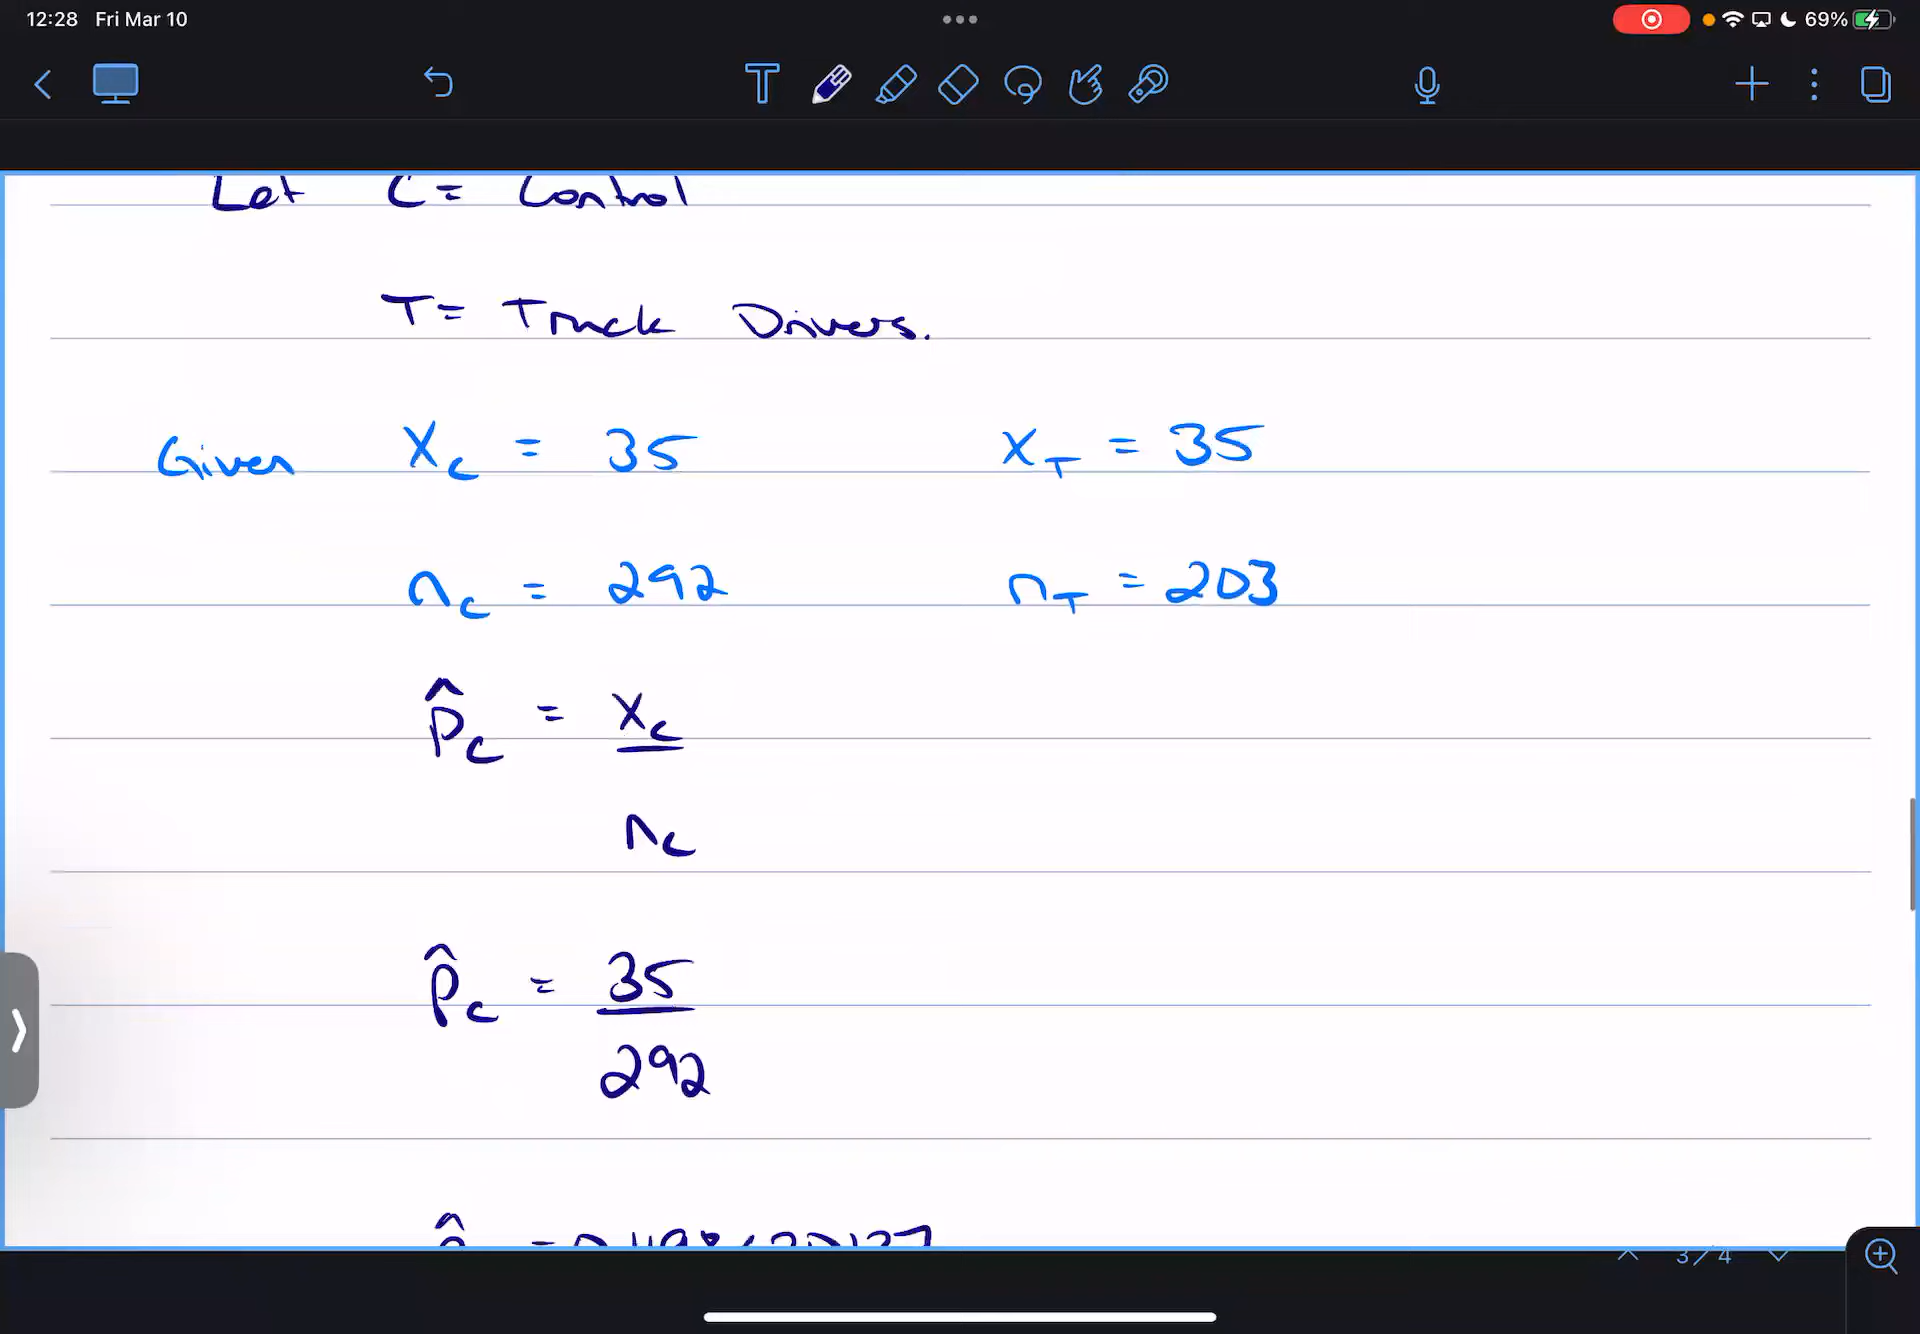 12:28 Fri Mar 10
69%
Let C = Control
T = Truck Drivers.
Given X_C = 35 X_T = 35
n_C = 292 n_T = 203
p̂_C = X_C
n_C
p̂_C = 35
292
3 / 4